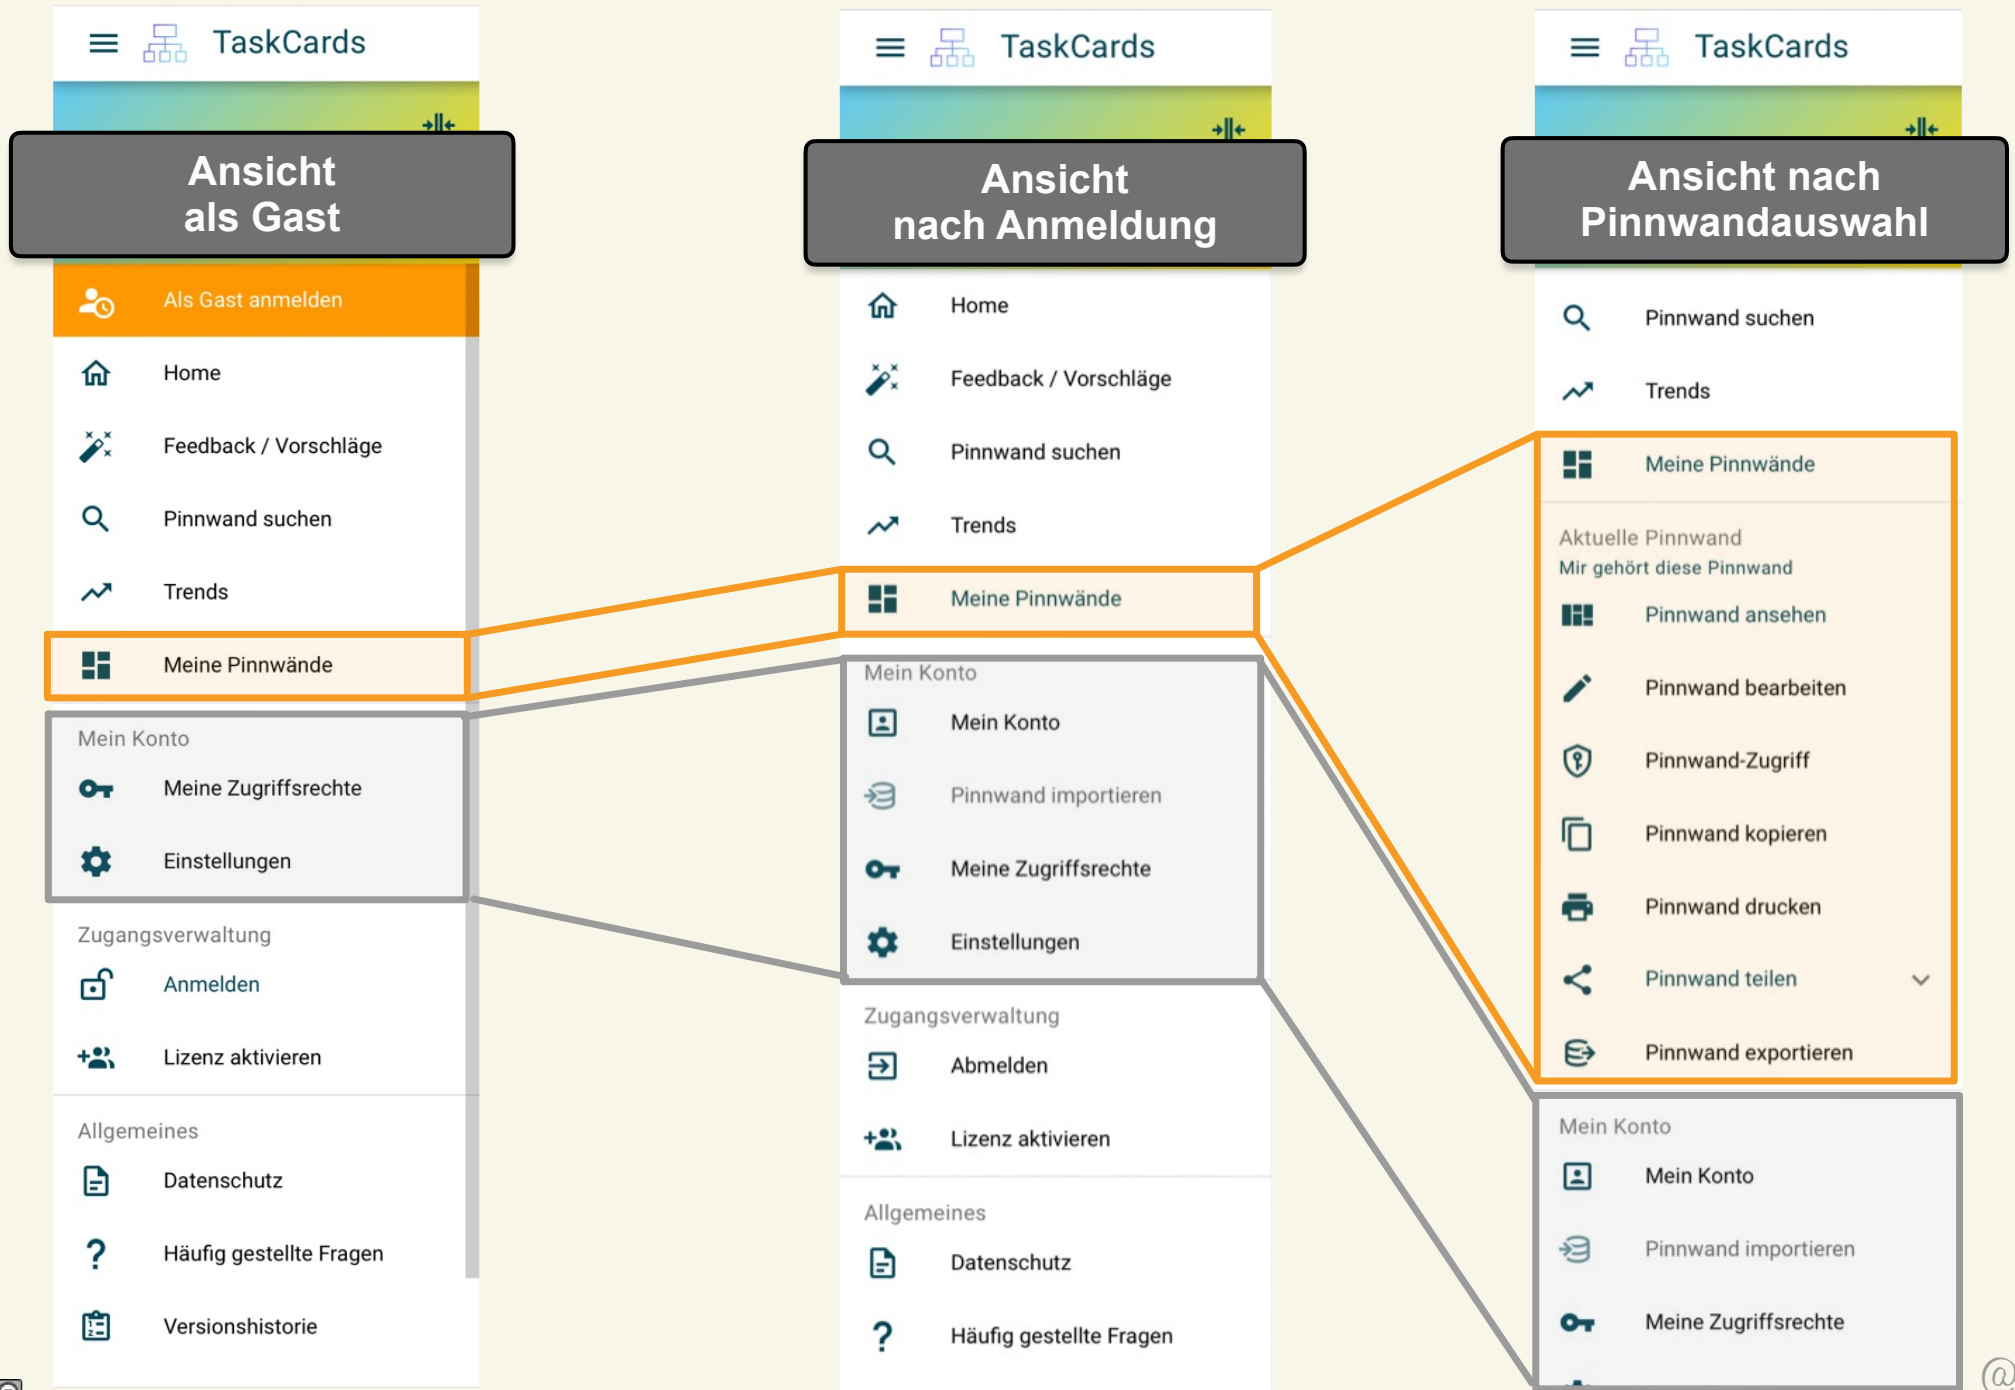 TaskCards
Ansicht
als Gast
Als Gast anmelden
Home
Feedback / Vorschläge
Pinnwand suchen
Trends
Meine Pinnwände
Mein Konto
Meine Zugriffsrechte
Einstellungen
Zugangsverwaltung
Anmelden
Lizenz aktivieren
Allgemeines
Datenschutz
Häufig gestellte Fragen
Versionshistorie
TaskCards
Ansicht
nach Anmeldung
Home
Feedback / Vorschläge
Pinnwand suchen
Trends
Meine Pinnwände
Mein Konto
Mein Konto
Pinnwand importieren
Meine Zugriffsrechte
Einstellungen
Zugangsverwaltung
Abmelden
Lizenz aktivieren
Allgemeines
Datenschutz
Häufig gestellte Fragen
TaskCards
Ansicht nach
Pinnwandauswahl
Pinnwand suchen
Trends
Meine Pinnwände
Aktuelle Pinnwand
Mir gehört diese Pinnwand
Pinnwand ansehen
Pinnwand bearbeiten
Pinnwand-Zugriff
Pinnwand kopieren
Pinnwand drucken
Pinnwand teilen
Pinnwand exportieren
Mein Konto
Mein Konto
Pinnwand importieren
Meine Zugriffsrechte
@